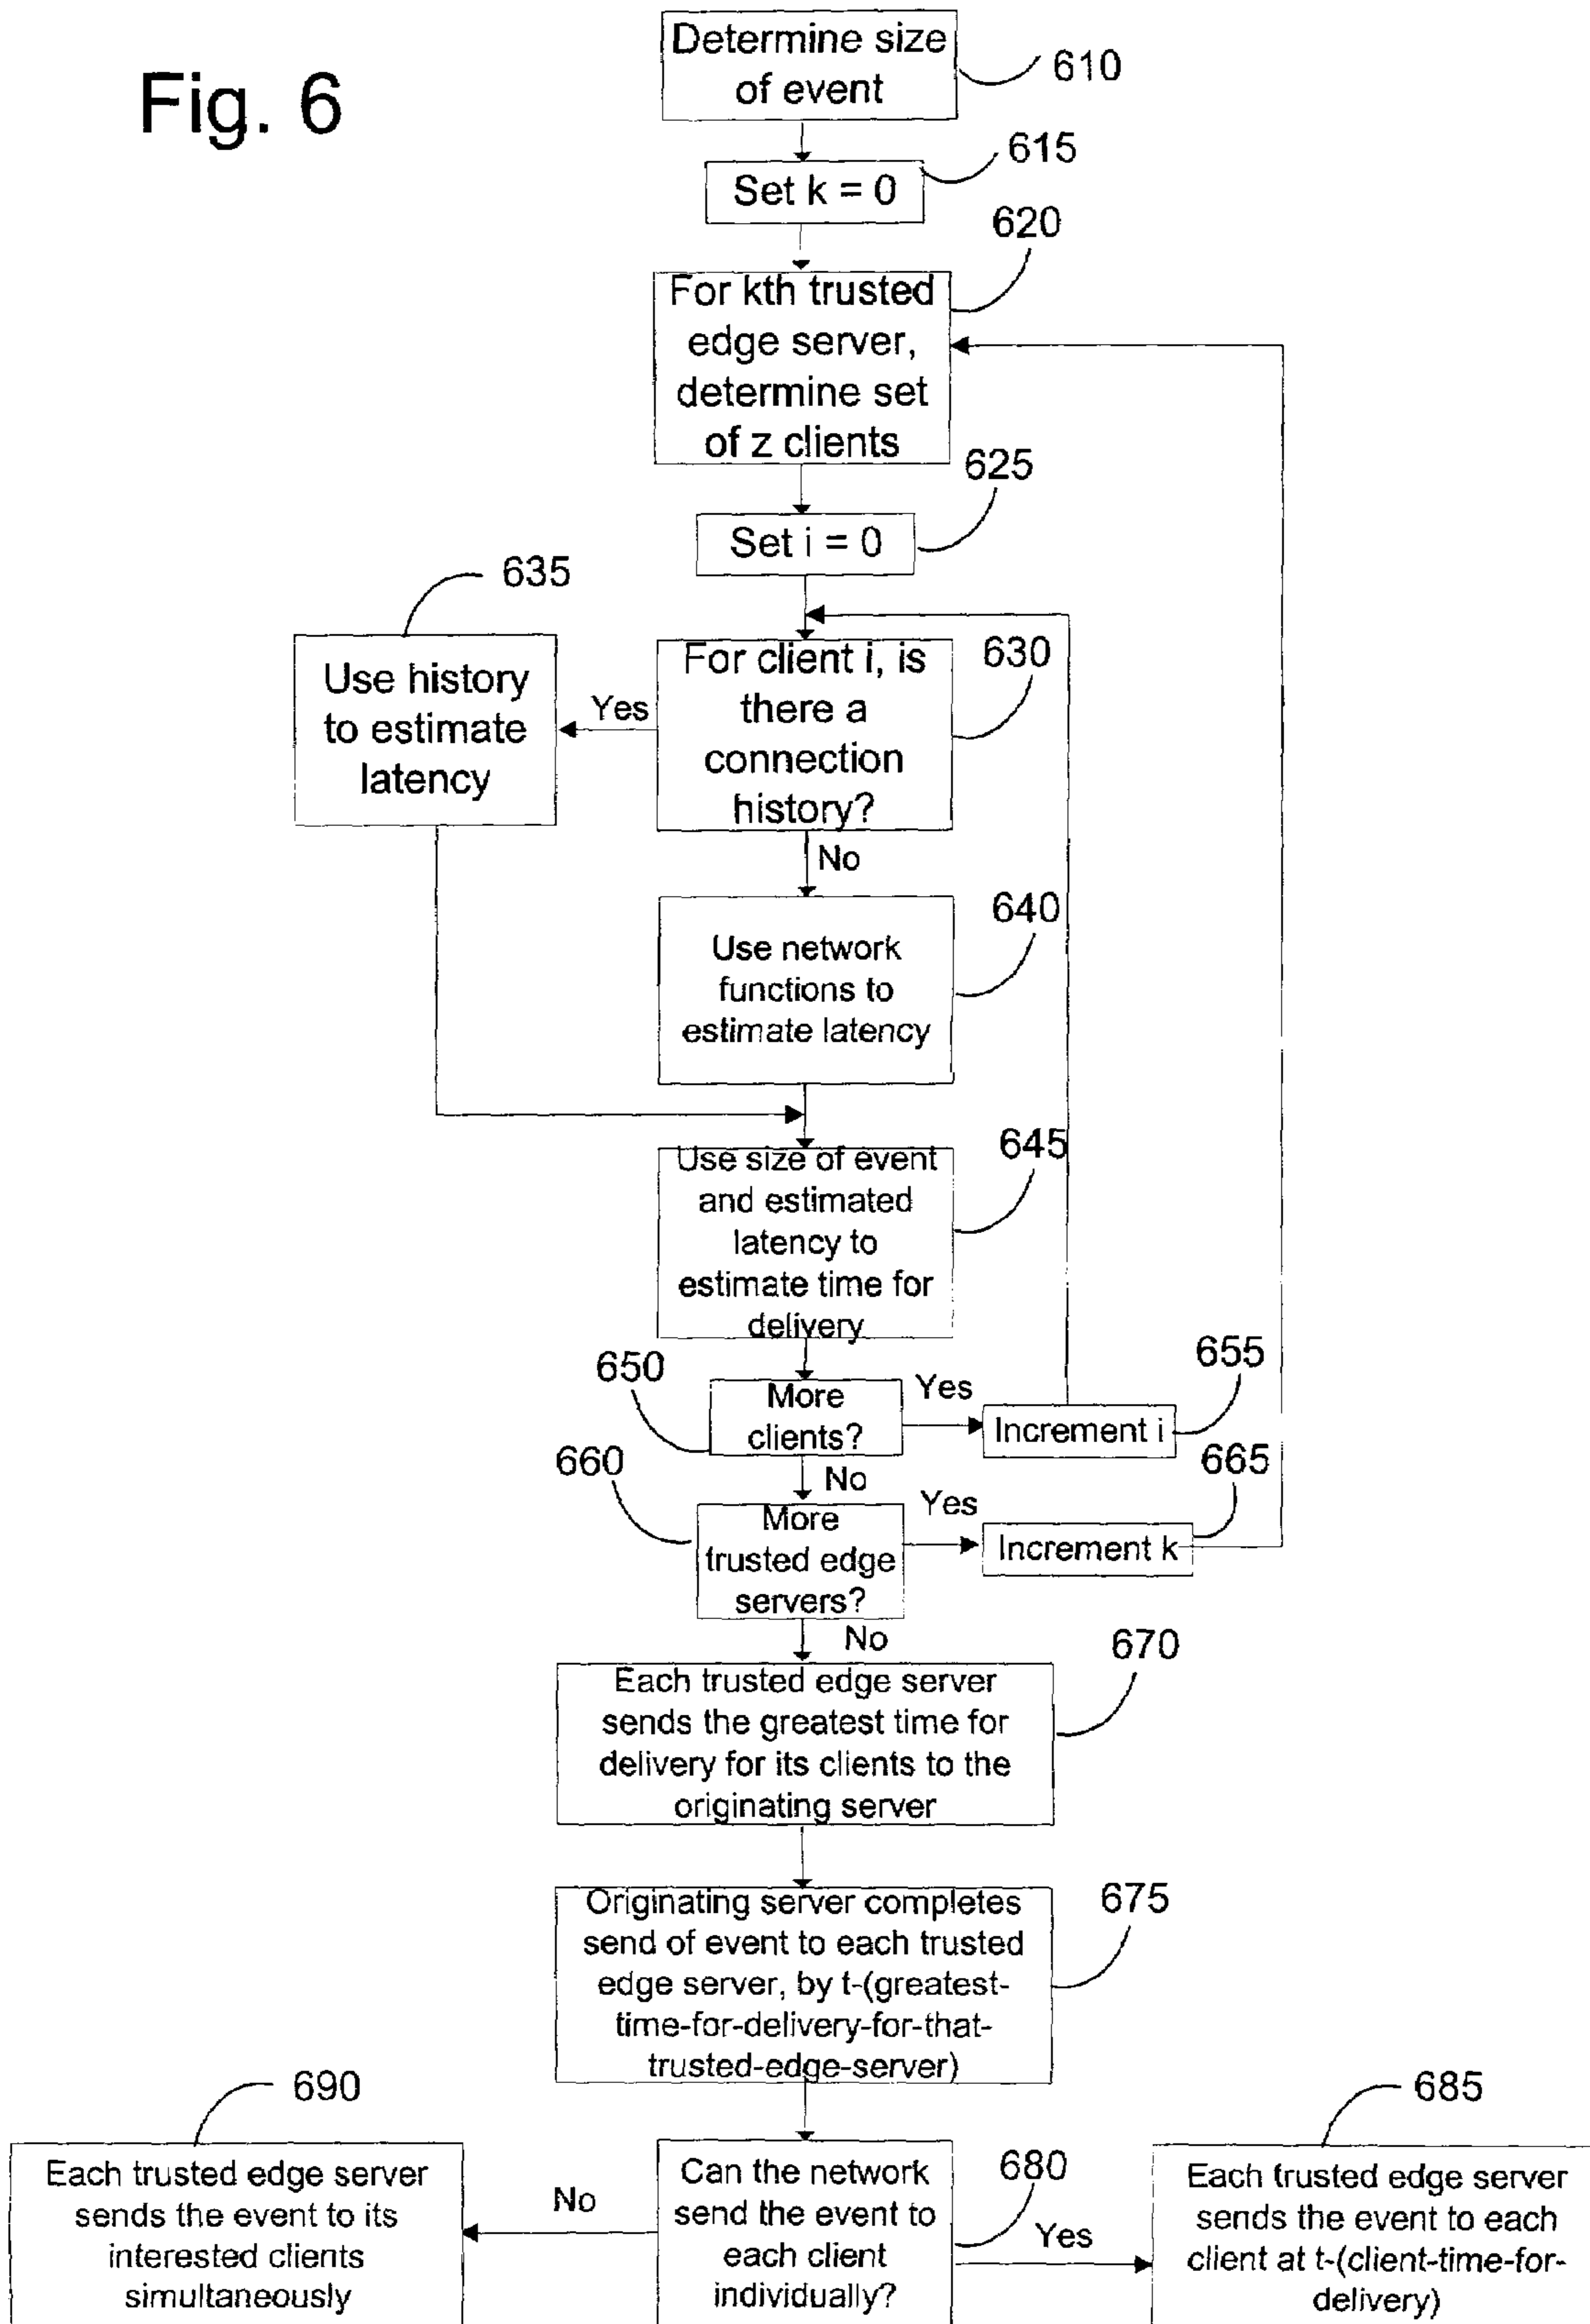 Fig. 6
Determine size
of event
610
Set k = 0
615
620
For kth trusted
edge server,
determine set
of z clients
625
Set i = 0
635
Use history
to estimate
latency
Yes
For client i, is
there a
connection
history?
630
No
640
Use network
functions to
estimate latency
645
Use size of event
and estimated
latency to
estimate time for
delivery
650
More
clients?
Yes
Increment i
655
660
No
More
trusted edge
servers?
Yes
Increment k
665
No
670
Each trusted edge server
sends the greatest time for
delivery for its clients to the
originating server
675
Originating server completes
send of event to each trusted
edge server, by t-(greatest-
time-for-delivery-for-that-
trusted-edge-server)
690
Each trusted edge server
sends the event to its
interested clients
simultaneously
No
Can the network
send the event to
each client
individually?
680
Yes
685
Each trusted edge server
sends the event to each
client at t-(client-time-for-
delivery)